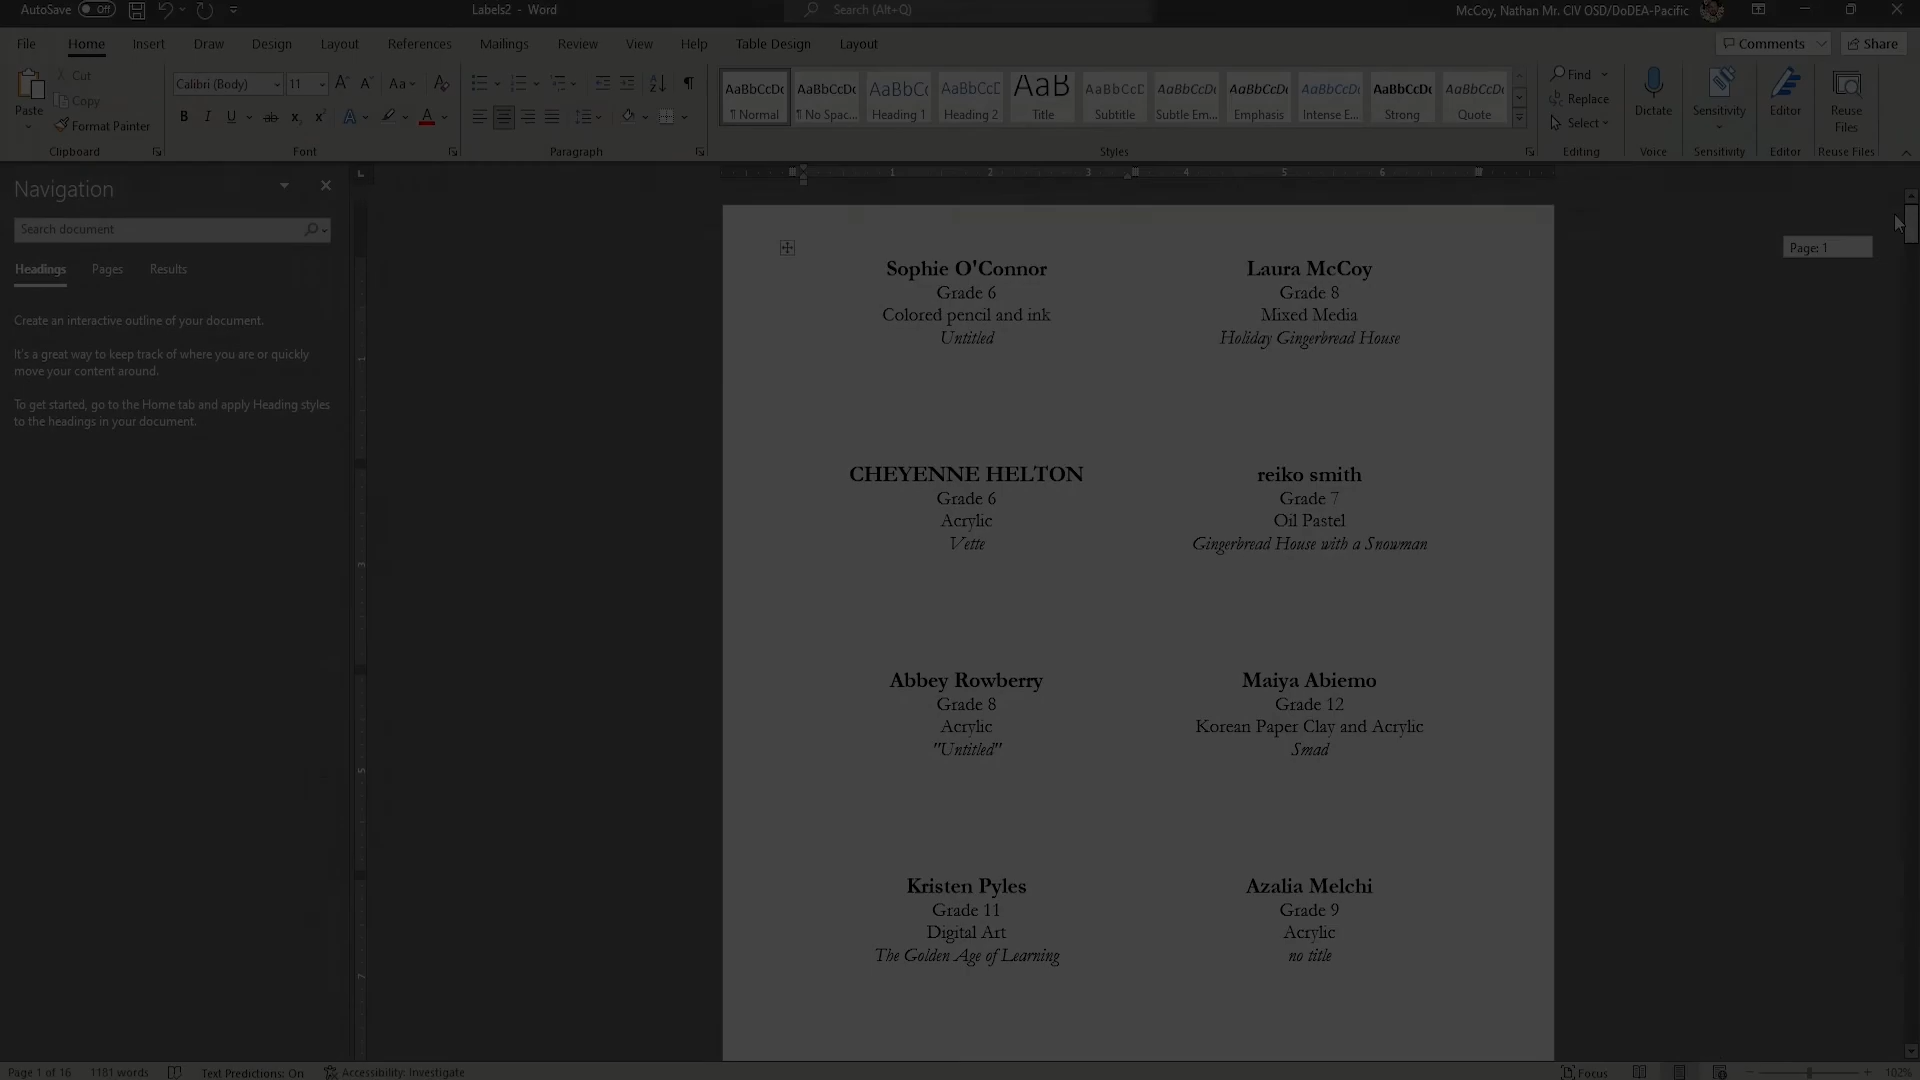 AutoSave Off Labels2 - Word Search (Alt+Q) McCoy, Nathan Mr. CIV OSD/DoDEA-Pacific
File Home Insert Draw Design Layout References Mailings Review View Help Table Design Layout Comments Share
Paste Cut Copy Format Painter
Calibri (Body) 11
AaBbCcDc AaBbCcDc AaBbCc AaBbCcC AaB AaBbCcC AaBbCcDc AaBbCcDc AaBbCcDc AaBbCcDc AaBbCcDc
¶ Normal ¶ No Spac... Heading 1 Heading 2 Title Subtitle Subtle Em... Emphasis Intense E... Strong Quote
Find Replace Select
Dictate Sensitivity Editor Reuse Files
Clipboard Font Paragraph Styles Editing Voice Sensitivity Editor Reuse Files
Navigation
Search document
Headings Pages Results
Create an interactive outline of your document.
It's a great way to keep track of where you are or quickly
move your content around.
To get started, go to the Home tab and apply Heading styles
to the headings in your document.
1 2 3 4 5 6
1
3
5
7
Page: 1
Sophie O'Connor
Grade 6
Colored pencil and ink
Untitled
Laura McCoy
Grade 8
Mixed Media
Holiday Gingerbread House
CHEYENNE HELTON
Grade 6
Acrylic
Vette
reiko smith
Grade 7
Oil Pastel
Gingerbread House with a Snowman
Abbey Rowberry
Grade 8
Acrylic
"Untitled"
Maiya Abiemo
Grade 12
Korean Paper Clay and Acrylic
Smad
Kristen Pyles
Grade 11
Digital Art
The Golden Age of Learning
Azalia Melchi
Grade 9
Acrylic
no title
Page 1 of 16 1181 words Text Predictions: On Accessibility: Investigate Focus 102%